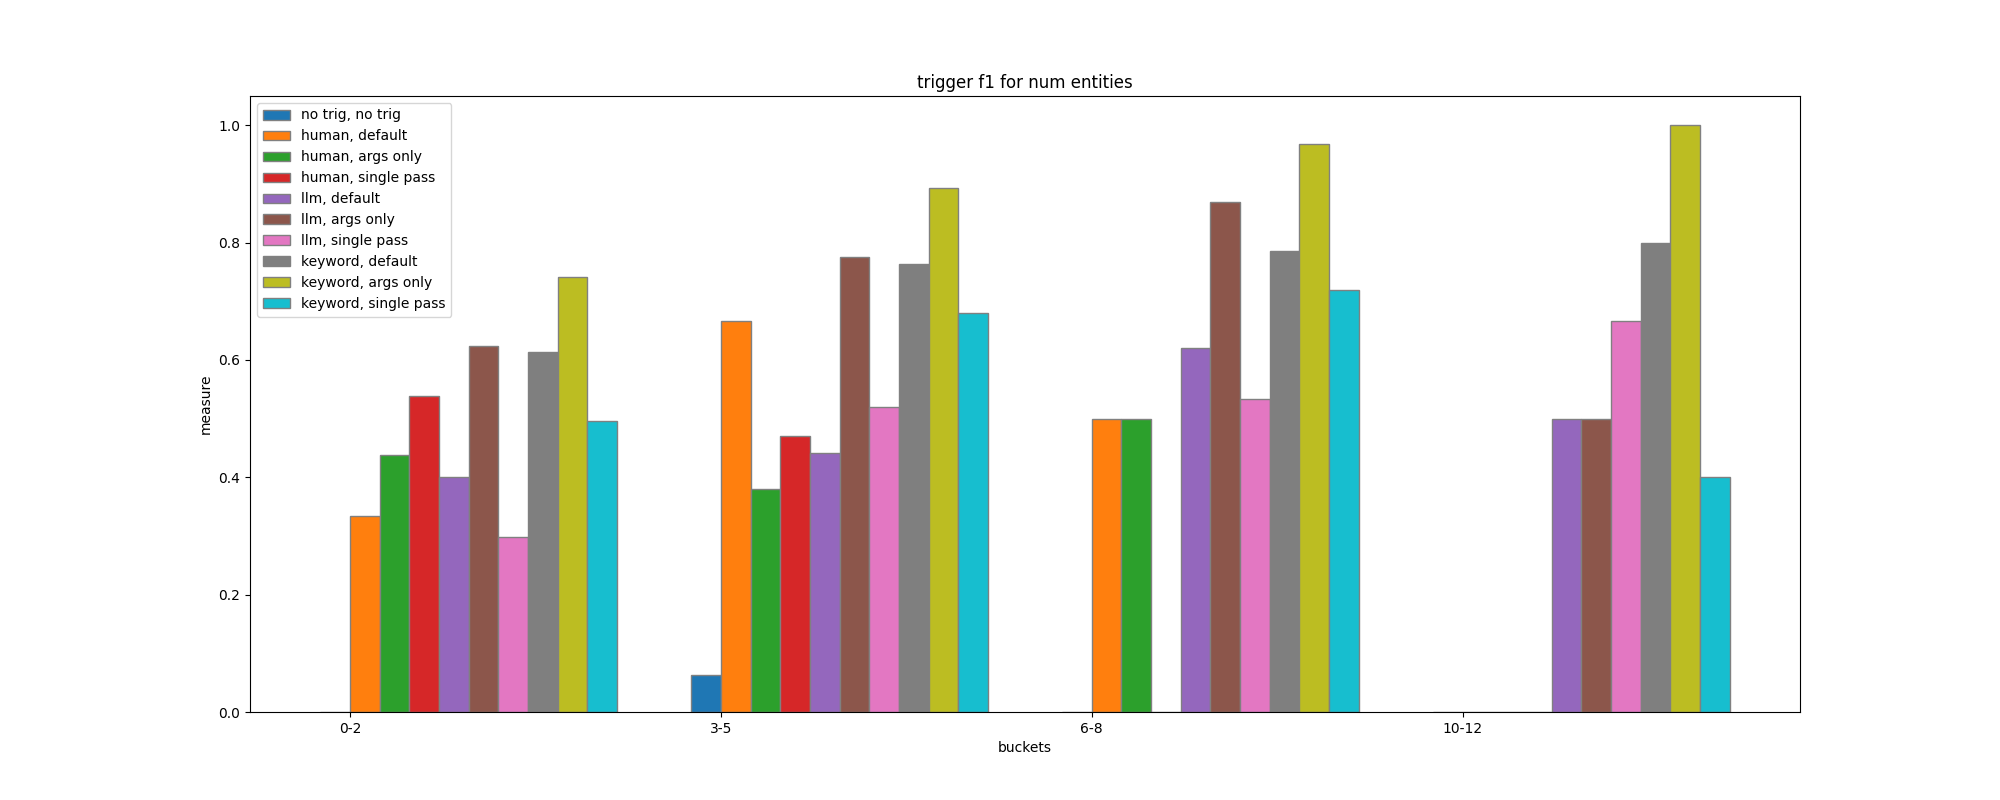 trigger f1 for num entities
no trig, no trig
human, default
human, args only
human, single pass
llm, default
llm, args only
llm, single pass
keyword, default
keyword, args only
keyword, single pass
measure
1.0
0.8
0.6
0.4
0.2
0.0
0-2 3-5 6-8 10-12
buckets